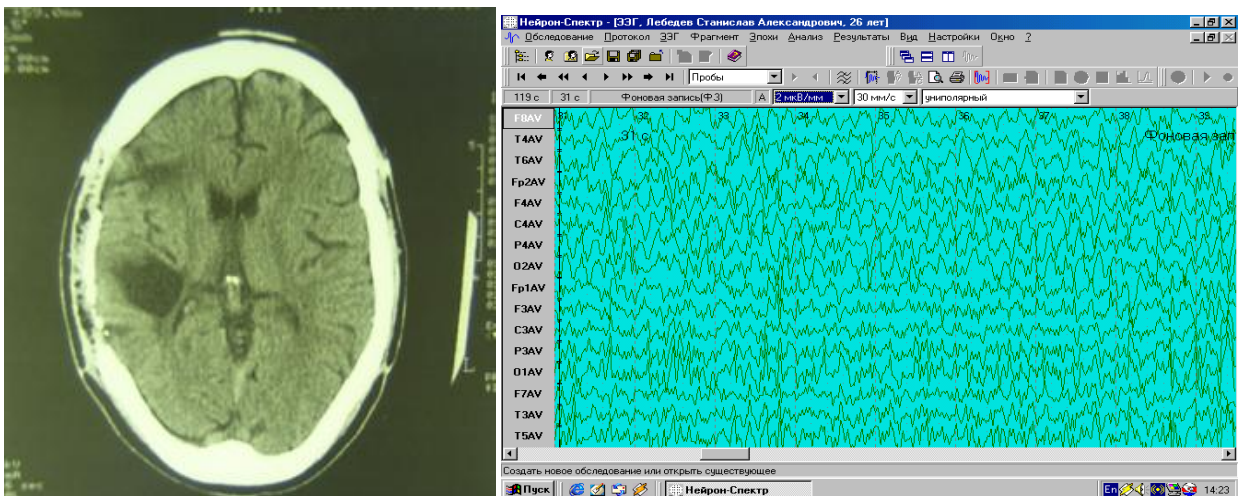 Нейрон-Спектр - [ЭЭГ, Лебедев Станислав Александрович, 26 лет]
Обследование Протокол ЭЭГ Фрагмент Эпохи Анализ Результаты Вид Настройки Окно ?
Пробы
119 с 31 с Фоновая запись(ФЗ) A 2 мкВ/мм 30 мм/с униполярный
31 32 33 34 35 36 37 38 39
F8AV
31 с Фоновая зап
T4AV
T6AV
Fp2AV
F4AV
C4AV
P4AV
O2AV
Fp1AV
F3AV
C3AV
P3AV
O1AV
F7AV
T3AV
T5AV
Создать новое обследование или открыть существующее
Пуск Нейрон-Спектр En 14:23